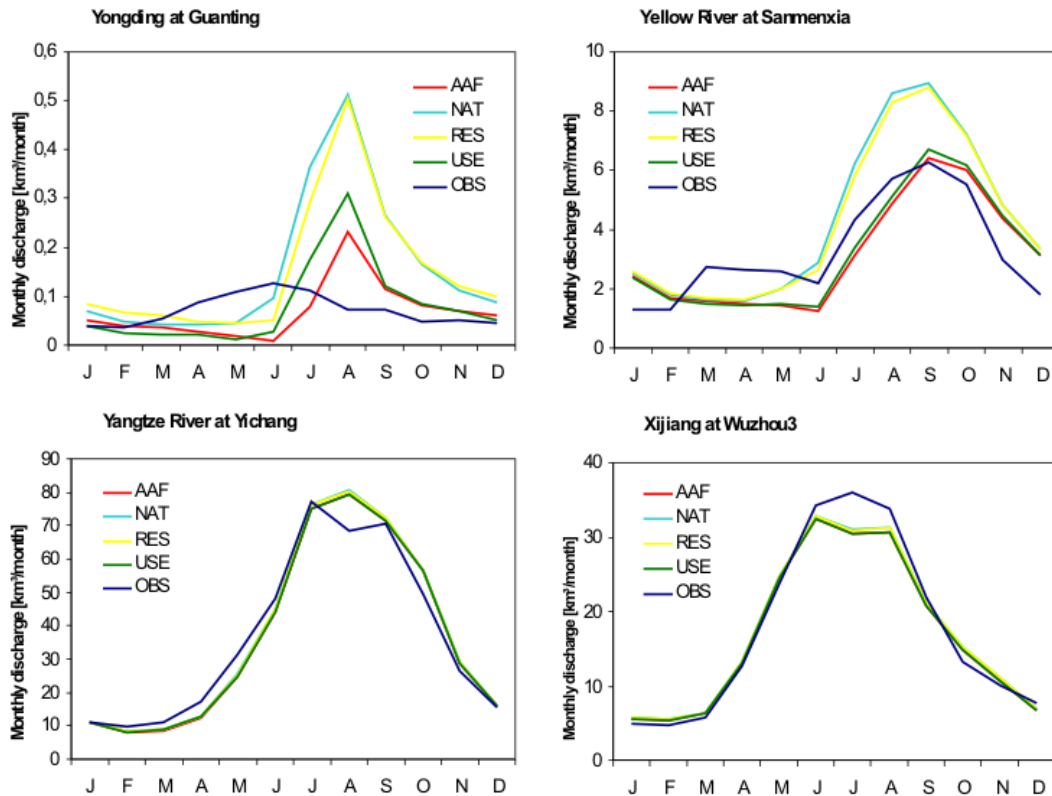 Yongding at Guanting
Monthly discharge [km³/month]
0,6
0,5
0,4
0,3
0,2
0,1
0
AAF
NAT
RES
USE
OBS
J F M A M J J A S O N D
Yellow River at Sanmenxia
Monthly discharge [km³/month]
10
8
6
4
2
0
AAF
NAT
RES
USE
OBS
J F M A M J J A S O N D
Yangtze River at Yichang
Monthly discharge [km³/month]
90
80
70
60
50
40
30
20
10
0
AAF
NAT
RES
USE
OBS
J F M A M J J A S O N D
Xijiang at Wuzhou3
Monthly discharge [km³/month]
40
30
20
10
0
AAF
NAT
RES
USE
OBS
J F M A M J J A S O N D